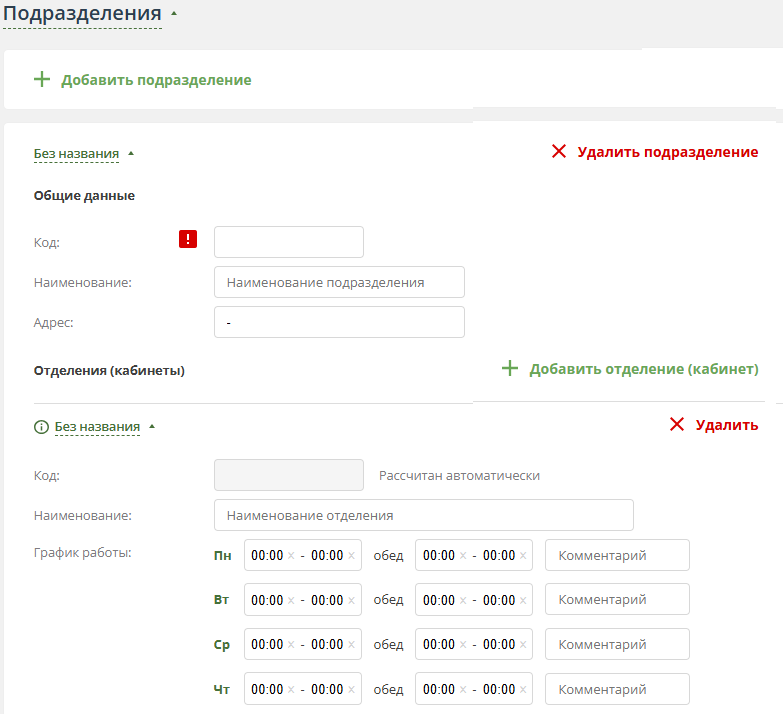 Подразделения
Добавить подразделение
Без названия
Удалить подразделение
Общие данные
Код: !
Наименование: Наименование подразделения
Адрес: -
Отделения (кабинеты) Добавить отделение (кабинет)
Без названия Удалить
Код: Рассчитан автоматически
Наименование: Наименование отделения
График работы: Пн 00:00 x - 00:00 x обед 00:00 x - 00:00 x Комментарий
Вт 00:00 x - 00:00 x обед 00:00 x - 00:00 x Комментарий
Ср 00:00 x - 00:00 x обед 00:00 x - 00:00 x Комментарий
Чт 00:00 x - 00:00 x обед 00:00 x - 00:00 x Комментарий